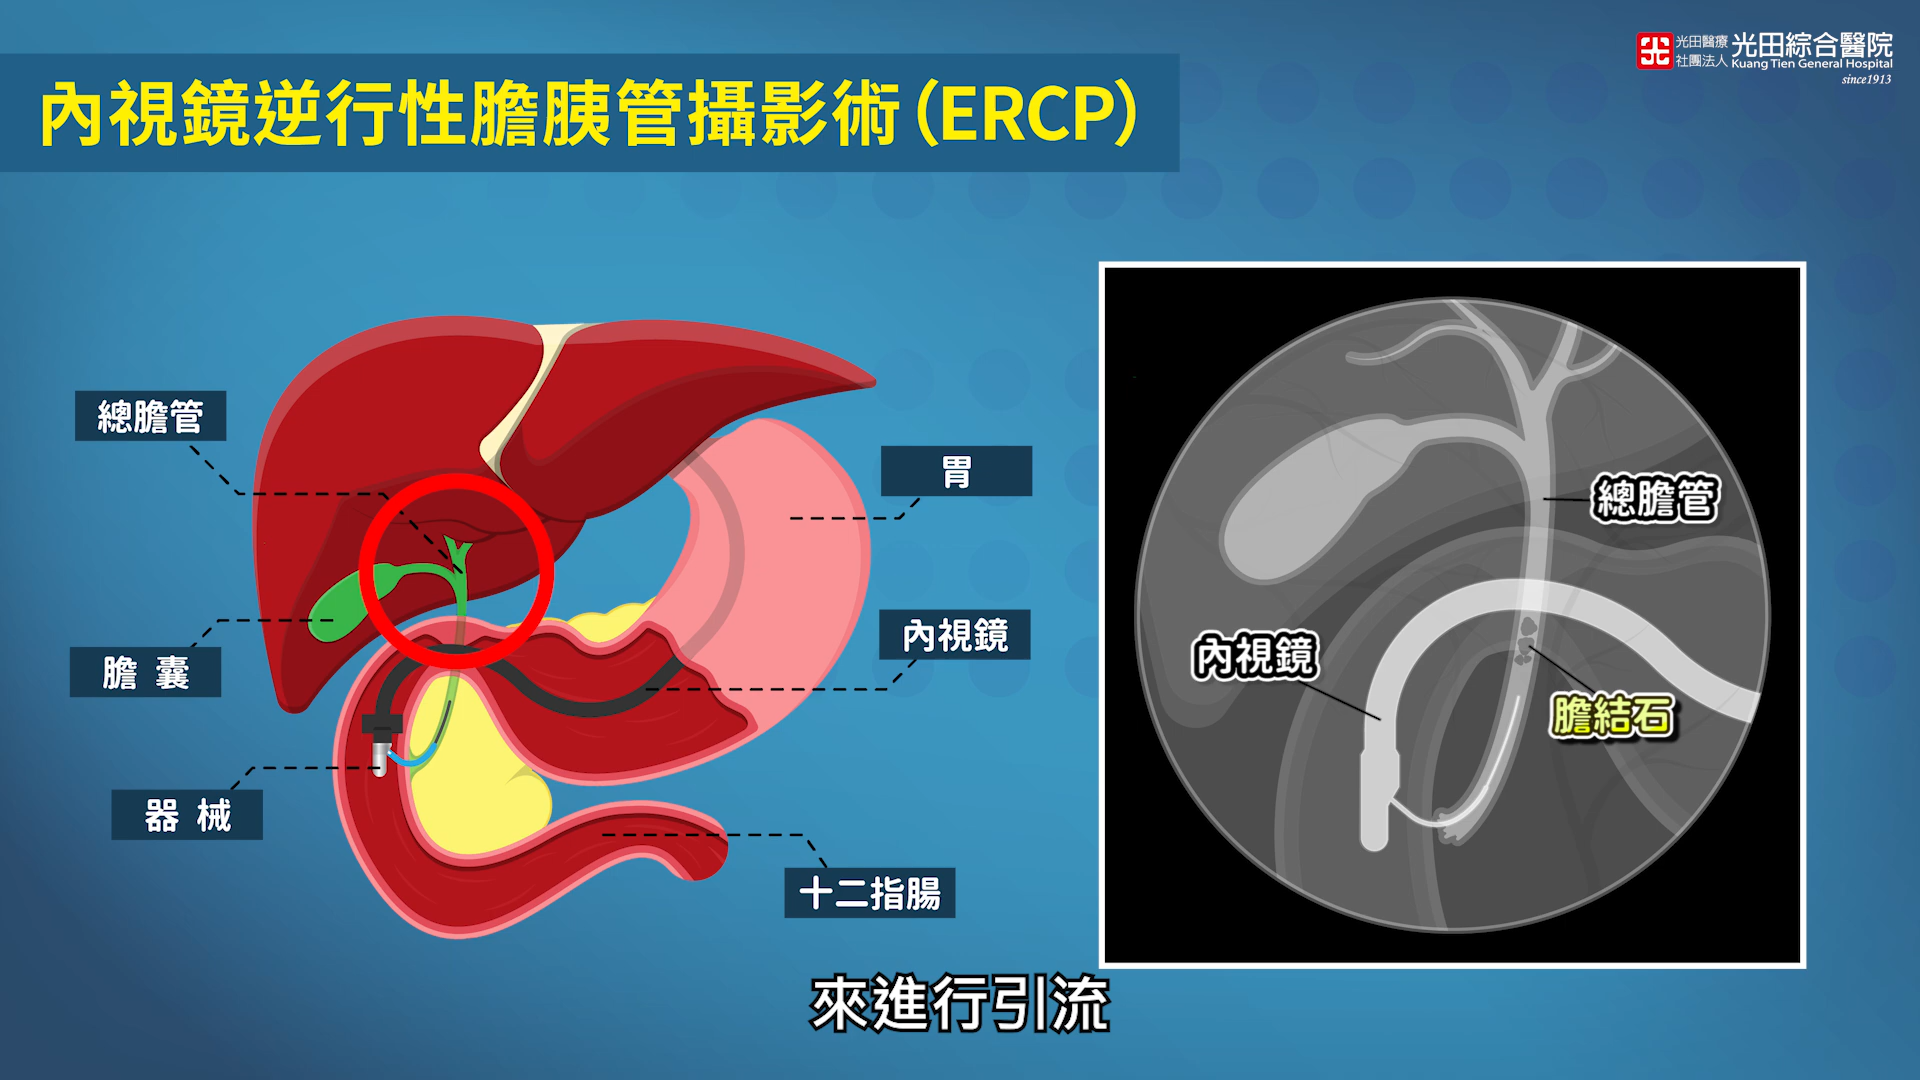 內視鏡逆行性膽胰管攝影術(ERCP)
光田醫療
社團法人
光田綜合醫院
Kuang Tien General Hospital
since1913
總膽管
胃
膽囊
內視鏡
器械
十二指腸
總膽管
內視鏡
膽結石
來進行引流